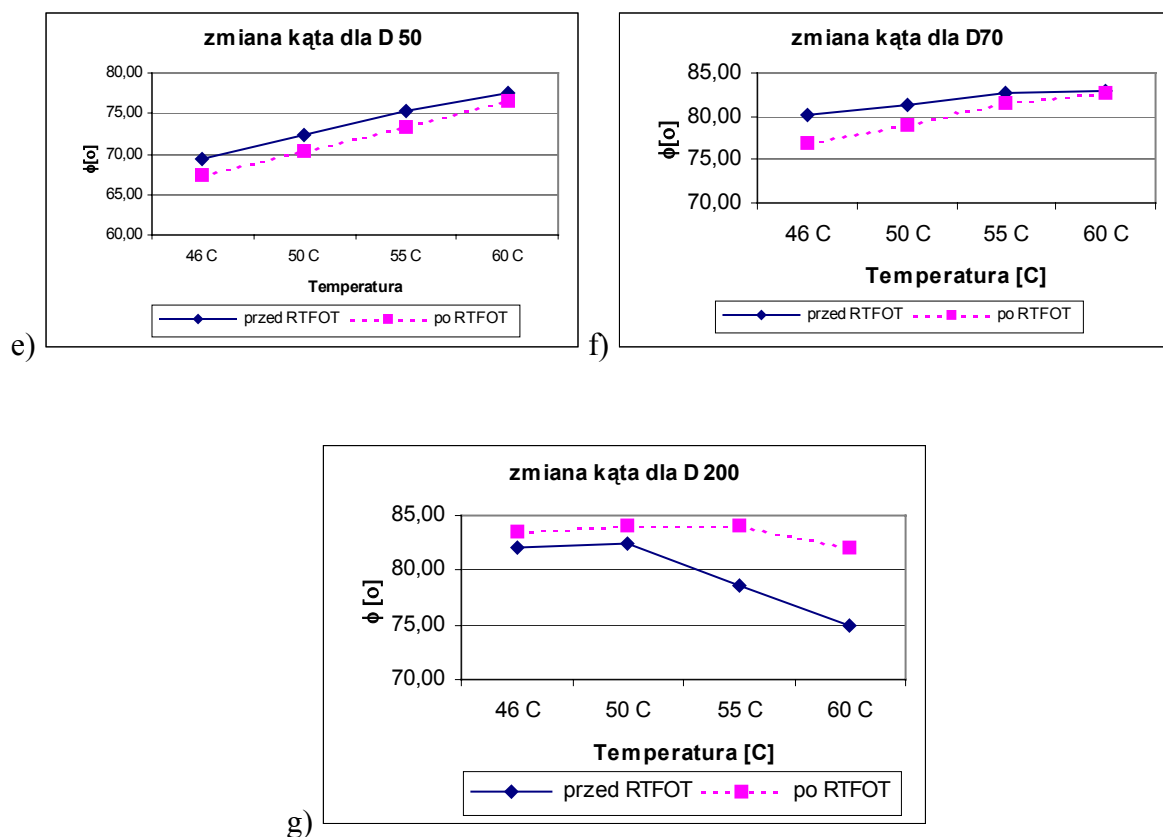 zmiana kąta dla D 50
80,00
75,00
70,00
65,00
60,00
ϕ[o]
46 C 50 C 55 C 60 C
Temperatura
przed RTFOT po RTFOT
e)
zmiana kąta dla D70
85,00
80,00
75,00
70,00
ϕ[o]
46 C 50 C 55 C 60 C
Temperatura [C]
przed RTFOT po RTFOT
f)
zmiana kąta dla D 200
85,00
80,00
75,00
70,00
ϕ [o]
46 C 50 C 55 C 60 C
Temperatura [C]
przed RTFOT po RTFOT
g)